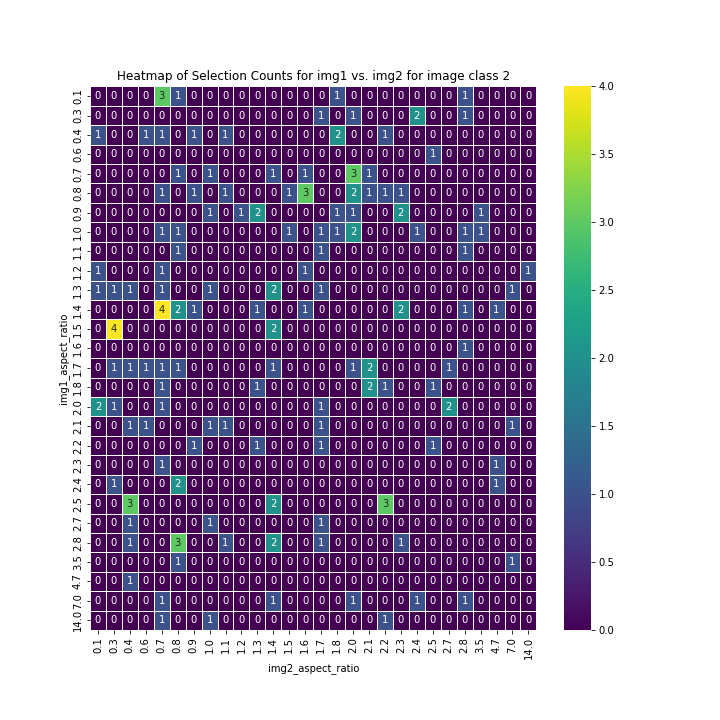 Heatmap of Selection Counts for img1 vs. img2 for image class 2
0.1 0 0 0 0 3 1 0 0 0 0 0 0 0 0 0 1 0 0 0 0 0 0 0 1 0 0 0 0
0.3 0 0 0 0 0 0 0 0 0 0 0 0 0 0 1 0 1 0 0 0 2 0 0 1 0 0 0 0
0.4 1 0 0 1 1 0 1 0 1 0 0 0 0 0 0 2 0 0 1 0 0 0 0 0 0 0 0 0
0.6 0 0 0 0 0 0 0 0 0 0 0 0 0 0 0 0 0 0 0 0 0 1 0 0 0 0 0 0
0.7 0 0 0 0 0 1 0 1 0 0 0 1 0 1 0 0 3 1 0 0 0 0 0 0 0 0 0 0
0.8 0 0 0 0 1 0 1 0 1 0 0 0 1 3 0 0 2 1 1 1 0 0 0 0 0 0 0 0
0.9 0 0 0 0 0 0 0 1 0 1 2 0 0 0 0 1 1 0 0 2 0 0 0 0 1 0 0 0
1.0 0 0 0 0 1 1 0 0 0 0 0 0 1 0 1 1 2 0 0 0 1 0 0 1 1 0 0 0
1.1 0 0 0 0 0 1 0 0 0 0 0 0 0 0 1 0 0 0 0 0 0 0 0 1 0 0 0 0
1.2 1 0 0 0 1 0 0 0 0 0 0 0 0 1 0 0 0 0 0 0 0 0 0 0 0 0 0 1
1.3 1 1 1 0 1 0 0 1 0 0 0 2 0 0 1 0 0 0 0 0 0 0 0 0 0 0 1 0
1.4 0 0 0 0 4 2 1 0 0 0 1 0 0 1 0 0 0 0 0 2 0 0 0 1 0 1 0 0
1.5 0 4 0 0 0 0 0 0 0 0 0 2 0 0 0 0 0 0 0 0 0 0 0 0 0 0 0 0
1.6 0 0 0 0 0 0 0 0 0 0 0 0 0 0 0 0 0 0 0 0 0 0 0 1 0 0 0 0
1.7 0 1 1 1 1 1 0 0 0 0 0 1 0 0 0 0 1 2 0 0 0 0 1 0 0 0 0 0
1.8 0 0 0 0 1 0 0 0 0 0 1 0 0 0 0 0 0 2 1 0 0 1 0 0 0 0 0 0
2.0 2 1 0 0 1 0 0 0 0 0 0 0 0 0 1 0 0 0 0 0 0 0 2 0 0 0 0 0
2.1 0 0 1 1 0 0 0 1 1 0 0 0 0 0 1 0 0 0 0 0 0 0 0 0 0 0 1 0
2.2 0 0 0 0 0 0 1 0 0 0 1 0 0 0 1 0 0 0 0 0 0 1 0 0 0 0 0 0
2.3 0 0 0 0 1 0 0 0 0 0 0 0 0 0 0 0 0 0 0 0 0 0 0 0 0 1 0 0
2.4 0 1 0 0 0 2 0 0 0 0 0 0 0 0 0 0 0 0 0 0 0 0 0 0 0 1 0 0
2.5 0 0 3 0 0 0 0 0 0 0 0 2 0 0 0 0 0 0 3 0 0 0 0 0 0 0 0 0
2.7 0 0 1 0 0 0 0 1 0 0 0 0 0 0 1 0 0 0 0 0 0 0 0 0 0 0 0 0
2.8 0 0 1 0 0 3 0 0 1 0 0 2 0 0 1 0 0 0 0 1 0 0 0 0 0 0 0 0
3.5 0 0 0 0 0 1 0 0 0 0 0 0 0 0 0 0 0 0 0 0 0 0 0 0 0 0 1 0
4.7 0 0 1 0 0 0 0 0 0 0 0 0 0 0 0 0 0 0 0 0 0 0 0 0 0 0 0 0
7.0 0 0 0 0 1 0 0 0 0 0 0 1 0 0 0 0 1 0 0 0 1 0 0 1 0 0 0 0
14.0 0 0 0 0 1 0 0 1 0 0 0 0 0 0 0 0 0 0 1 0 0 0 0 0 0 0 0 0
img1_aspect_ratio
0.1 0.3 0.4 0.6 0.7 0.8 0.9 1.0 1.1 1.2 1.3 1.4 1.5 1.6 1.7 1.8 2.0 2.1 2.2 2.3 2.4 2.5 2.7 2.8 3.5 4.7 7.0 14.0
img2_aspect_ratio
4.0
3.5
3.0
2.5
2.0
1.5
1.0
0.5
0.0